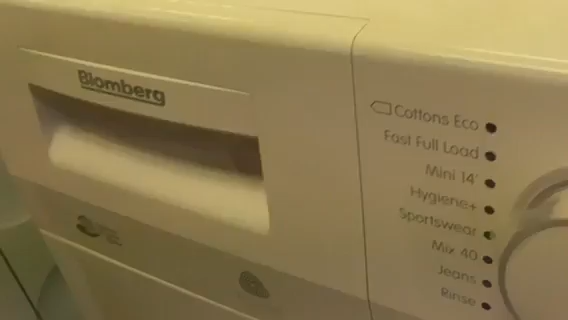 Blomberg
Cottons Eco
Fast Full Load
Mini 14'
Hygiene+
Sportswear
Mix 40
Jeans
Rinse